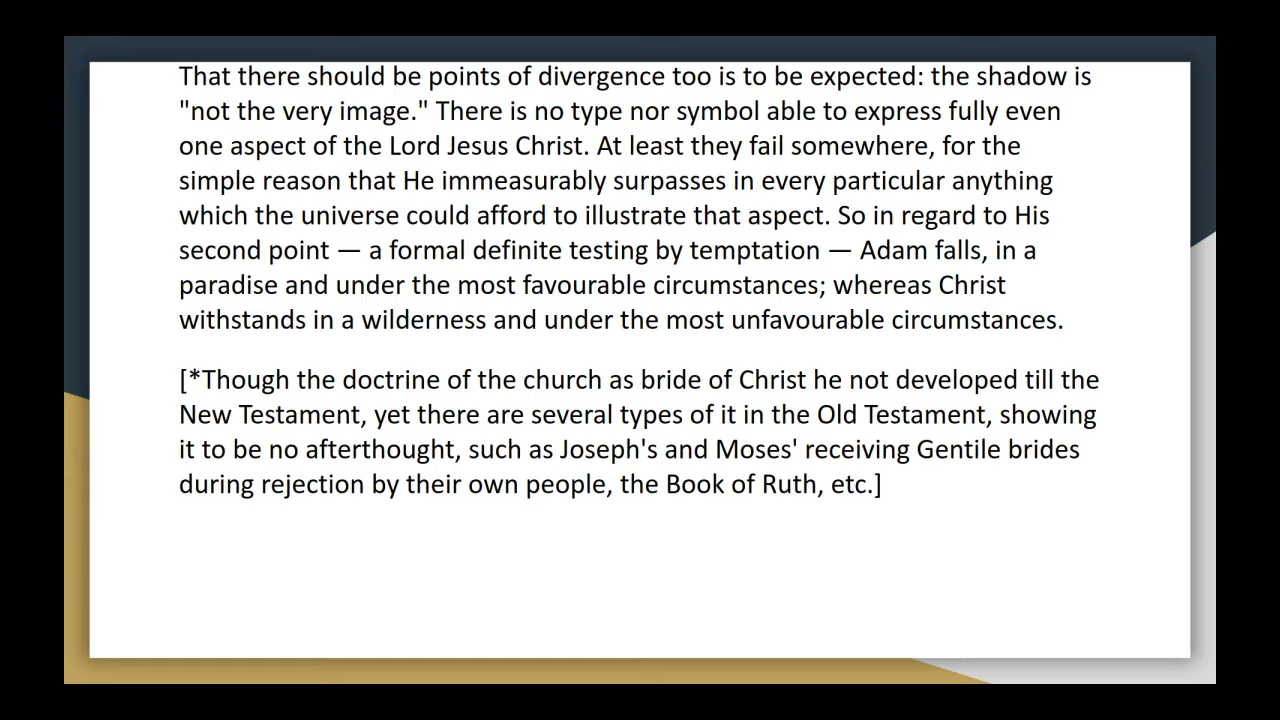 That there should be points of divergence too is to be expected: the shadow is
"not the very image." There is no type nor symbol able to express fully even
one aspect of the Lord Jesus Christ. At least they fail somewhere, for the
simple reason that He immeasurably surpasses in every particular anything
which the universe could afford to illustrate that aspect. So in regard to His
second point — a formal definite testing by temptation — Adam falls, in a
paradise and under the most favourable circumstances; whereas Christ
withstands in a wilderness and under the most unfavourable circumstances.
[*Though the doctrine of the church as bride of Christ he not developed till the
New Testament, yet there are several types of it in the Old Testament, showing
it to be no afterthought, such as Joseph's and Moses' receiving Gentile brides
during rejection by their own people, the Book of Ruth, etc.]